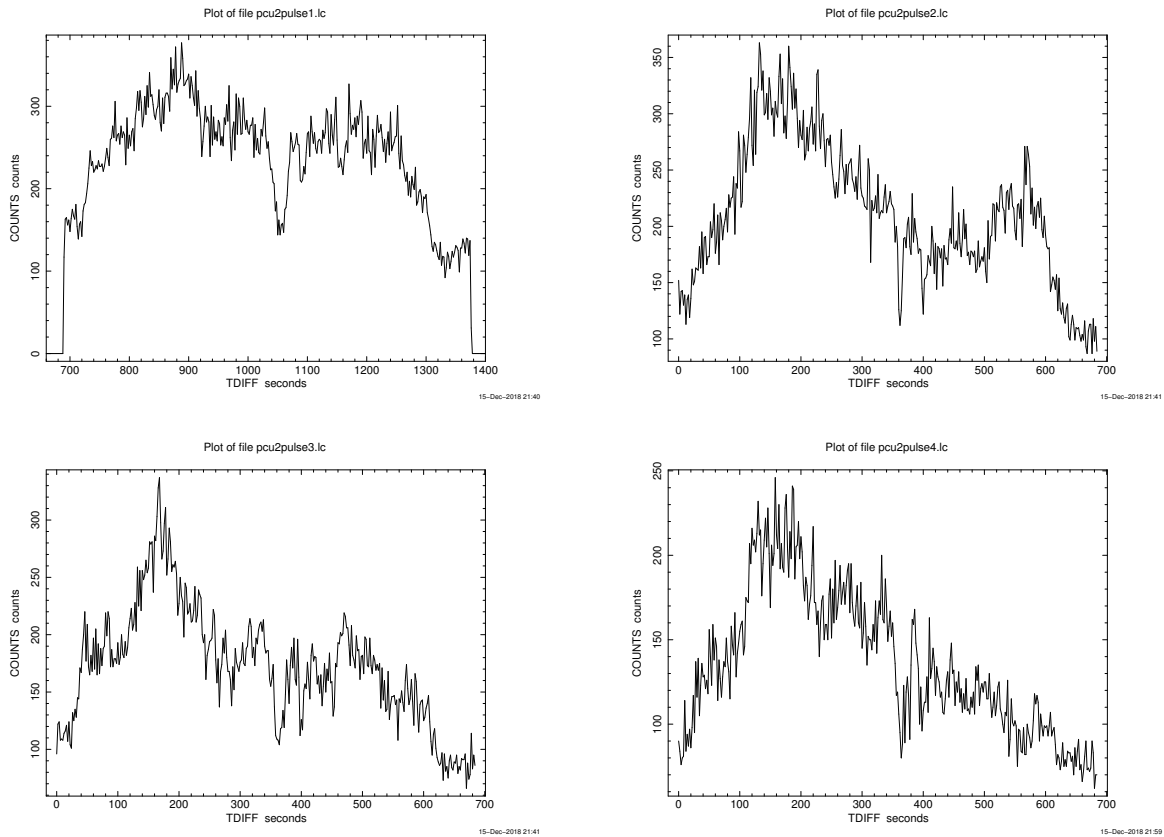 Plot of file pcu2pulse1.lc
COUNTS counts
300
200
100
0
700 800 900 1000 1100 1200 1300 1400
TDIFF seconds
15-Dec-2018 21:40
Plot of file pcu2pulse2.lc
COUNTS counts
350
300
250
200
150
100
0 100 200 300 400 500 600 700
TDIFF seconds
15-Dec-2018 21:41
Plot of file pcu2pulse3.lc
COUNTS counts
300
250
200
150
100
0 100 200 300 400 500 600 700
TDIFF seconds
15-Dec-2018 21:41
Plot of file pcu2pulse4.lc
COUNTS counts
250
200
150
100
0 100 200 300 400 500 600 700
TDIFF seconds
15-Dec-2018 21:59